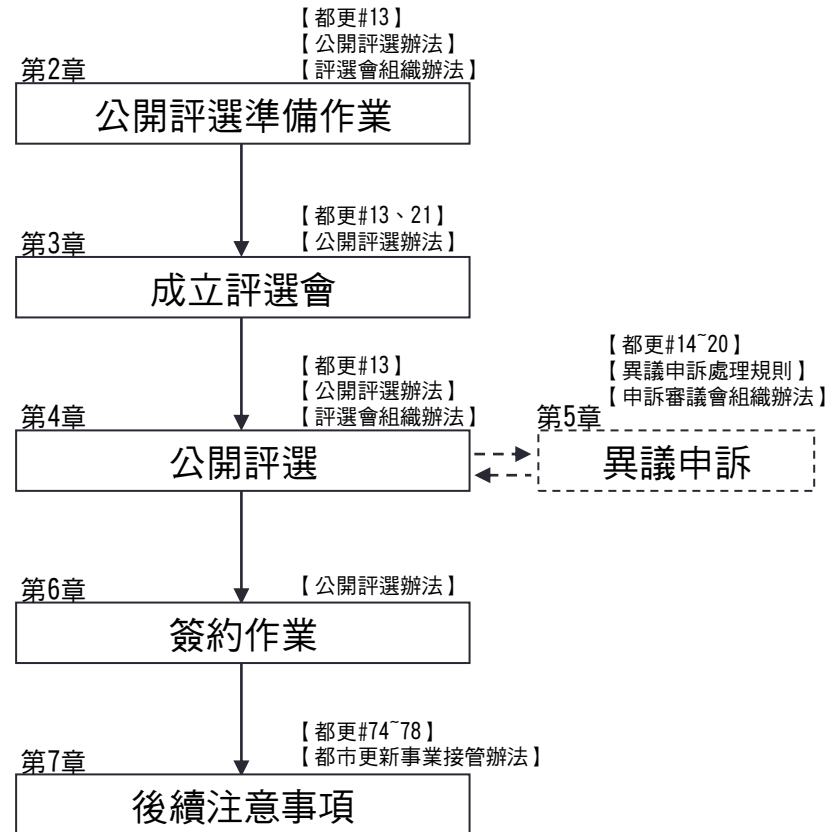 【都更#13】
【公開評選辦法】
【評選會組織辦法】
第2章
公開評選準備作業
【都更#13、21】
【公開評選辦法】
第3章
成立評選會
【都更#13】
【公開評選辦法】
【評選會組織辦法】
第4章
公開評選
【都更#14~20】
【異議申訴處理規則】
【申訴審議會組織辦法】
第5章
異議申訴
【公開評選辦法】
第6章
簽約作業
【都更#74~78】
【都市更新事業接管辦法】
第7章
後續注意事項